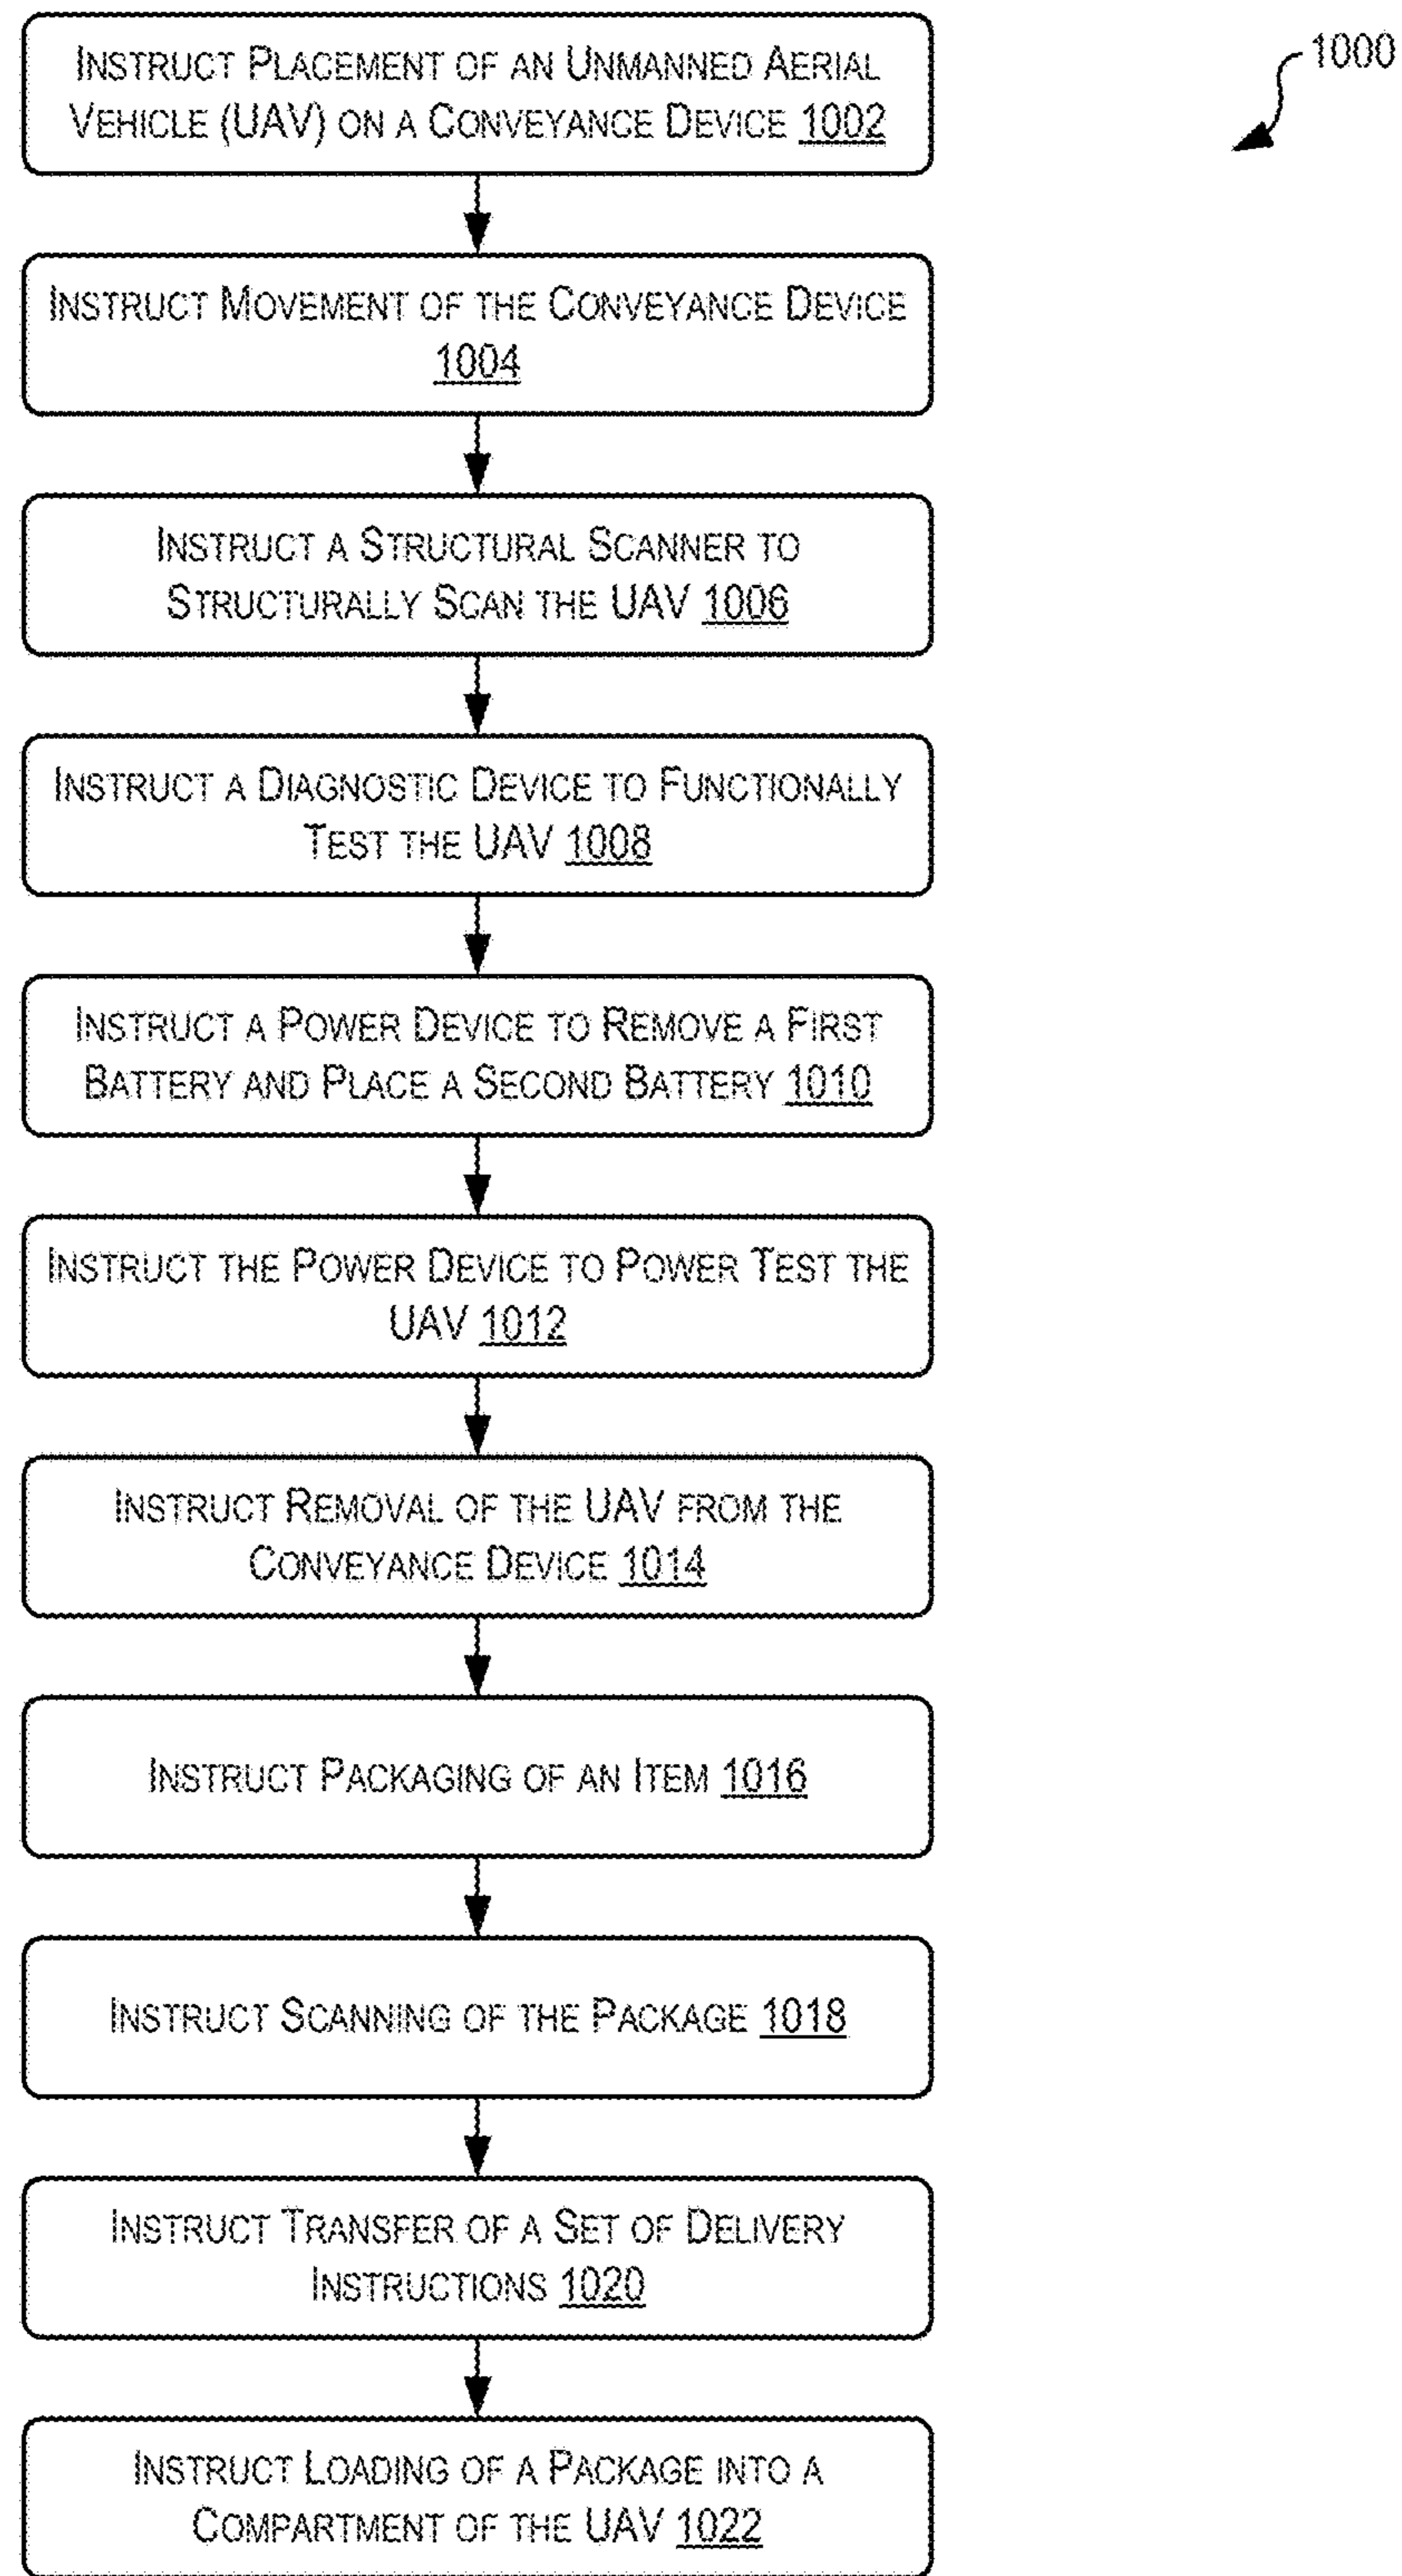 1000
INSTRUCT PLACEMENT OF AN UNMANNED AERIAL
VEHICLE (UAV) ON A CONVEYANCE DEVICE 1002
INSTRUCT MOVEMENT OF THE CONVEYANCE DEVICE
1004
INSTRUCT A STRUCTURAL SCANNER TO
STRUCTURALLY SCAN THE UAV 1006
INSTRUCT A DIAGNOSTIC DEVICE TO FUNCTIONALLY
TEST THE UAV 1008
INSTRUCT A POWER DEVICE TO REMOVE A FIRST
BATTERY AND PLACE A SECOND BATTERY 1010
INSTRUCT THE POWER DEVICE TO POWER TEST THE
UAV 1012
INSTRUCT REMOVAL OF THE UAV FROM THE
CONVEYANCE DEVICE 1014
INSTRUCT PACKAGING OF AN ITEM 1016
INSTRUCT SCANNING OF THE PACKAGE 1018
INSTRUCT TRANSFER OF A SET OF DELIVERY
INSTRUCTIONS 1020
INSTRUCT LOADING OF A PACKAGE INTO A
COMPARTMENT OF THE UAV 1022